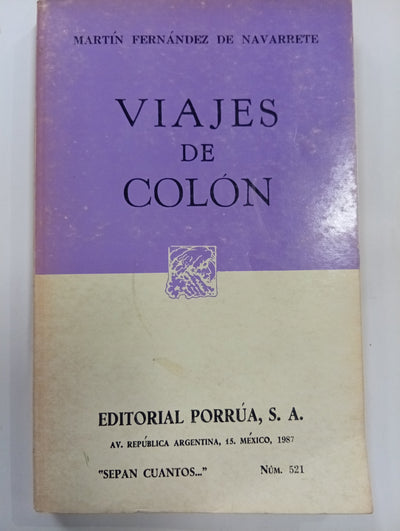 MARTÍN FERNÁNDEZ DE NAVARRETE
VIAJES
DE
COLÓN
EDITORIAL PORRÚA, S. A.
AV. REPÚBLICA ARGENTINA, 15. MÉXICO, 1987
"SEPAN CUANTOS..." NÚM. 521